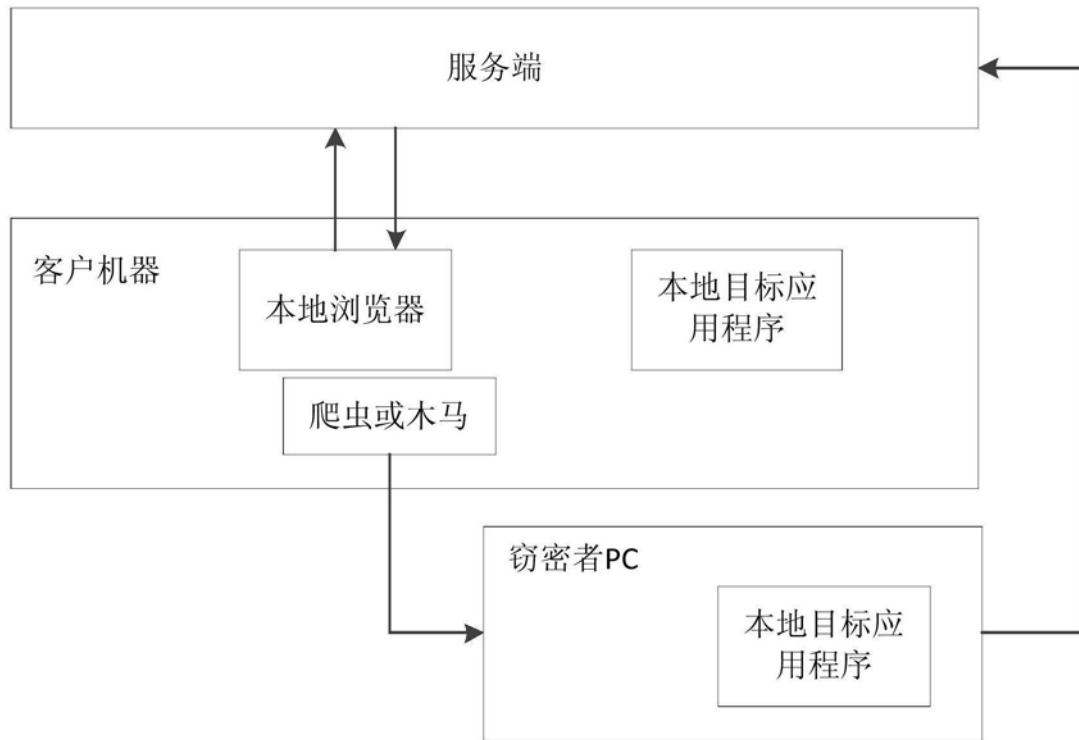 服务端
客户机器
本地浏览器
本地目标应
用程序
爬虫或木马
窃密者PC
本地目标应
用程序